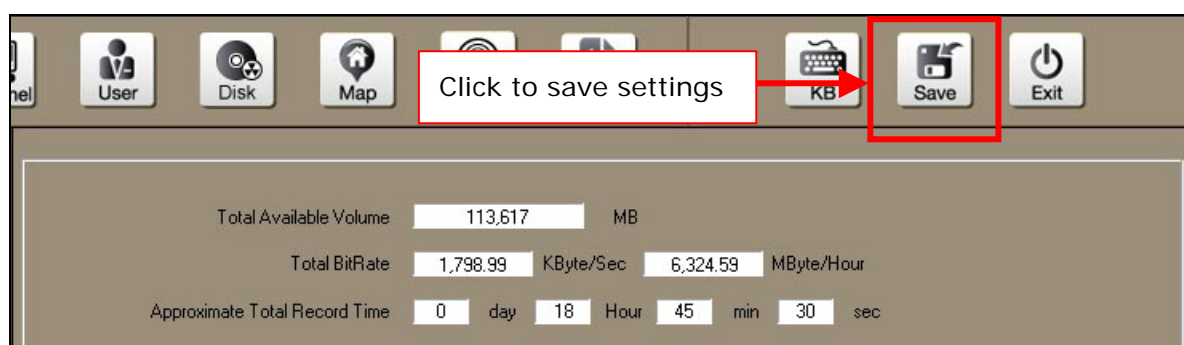 nel User Disk Map Click to save settings KB Save Exit
Total Available Volume 113,617 MB
Total BitRate 1,798.99 KByte/Sec 6,324.59 MByte/Hour
Approximate Total Record Time 0 day 18 Hour 45 min 30 sec